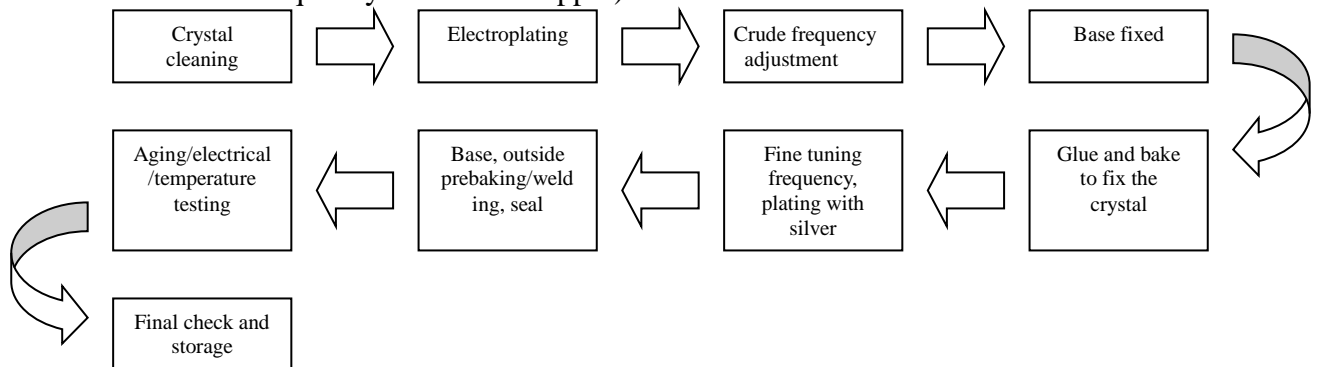 Crystal
cleaning
Electroplating
Crude frequency
adjustment
Base fixed
Glue and bake
to fix the
crystal
Fine tuning
frequency,
plating with
silver
Base, outside
prebaking/weld
ing, seal
Aging/electrical
/temperature
testing
Final check and
storage